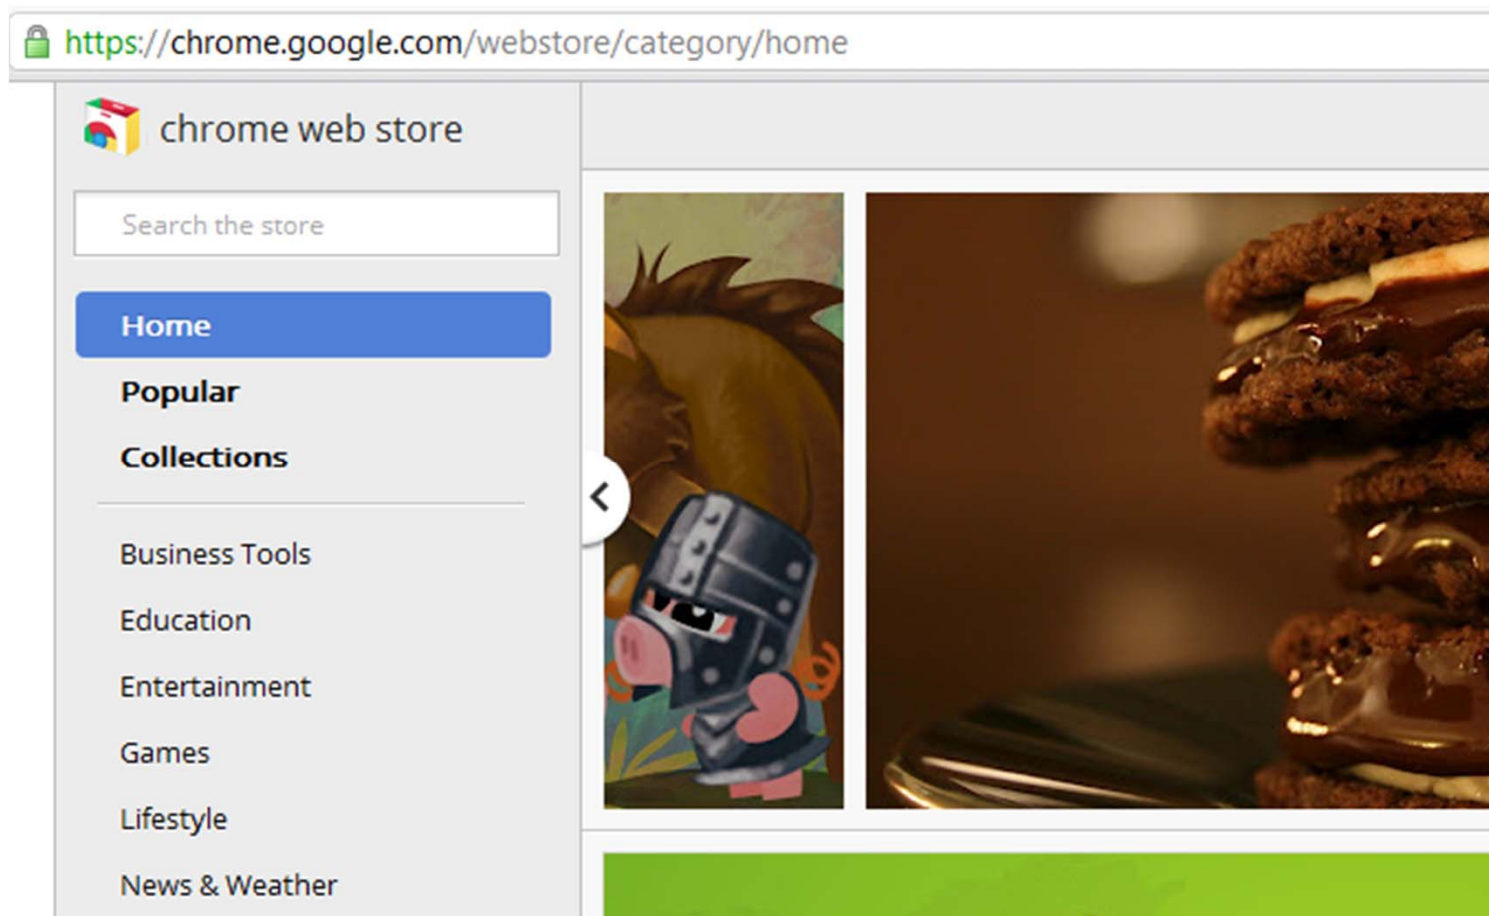 https://chrome.google.com/webstore/category/home
chrome web store
Search the store
Home
Popular
Collections
Business Tools
Education
Entertainment
Games
Lifestyle
News & Weather